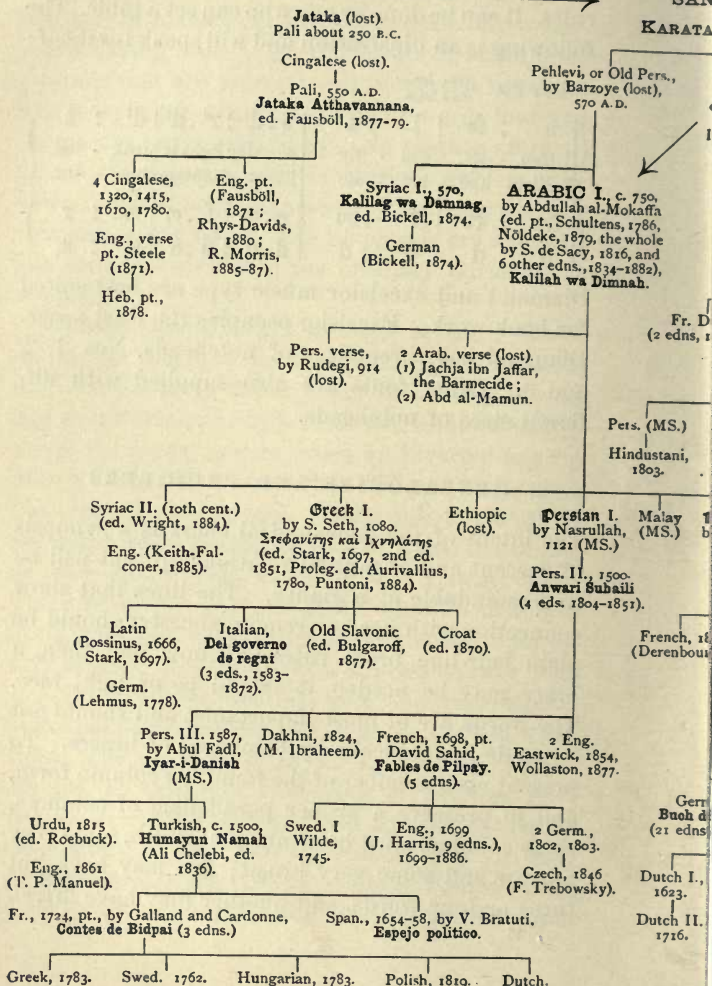 SAN
KARATA
Jataka (lost).
Pali about 250 B.C.
Cingalese (lost).
Pali, 550 A.D.
Jataka Atthavannana,
ed. Fausböll, 1877-79.
Pehlevi, or Old Pers.,
by Barzoye (lost),
570 A.D.
4 Cingalese,
1320, 1415,
1610, 1780.
Eng., verse
pt. Steele
(1871).
Heb. pt.,
1878.
Eng. pt.
(Fausböll,
1871;
Rhys-Davids,
1880;
R. Morris,
1885-87).
Syriac I., 570,
Kalilag wa Damnag,
ed. Bickell, 1874.
German
(Bickell, 1874).
ARABIC I., c. 750,
by Abdullah al-Mokaffa
(ed. pt., Schultens, 1786,
Nöldeke, 1879, the whole
by S. de Sacy, 1816, and
6 other edns., 1834-1882),
Kalilah wa Dimnah.
Fr. D
(2 edns, 1
Pers. verse,
by Rudegi, 914
(lost).
2 Arab. verse (lost).
(1) Jachja ibn Jaffar,
the Barmecide;
(2) Abd al-Mamun.
Pers. (MS.)
Hindustani,
1803.
Syriac II. (10th cent.)
(ed. Wright, 1884).
Eng. (Keith-Fal-
coner, 1885).
Greek I.
by S. Seth, 1080.
Στεφανίτης καὶ Ιχνηλάτης
(ed. Stark, 1697, 2nd ed.
1851, Proleg. ed. Aurivallius,
1780, Puntoni, 1884).
Ethiopic
(lost).
Persian I.
by Nasrullah,
1121 (MS.)
Pers. II., 1500.
Anwari Suhaili
(4 eds. 1804-1851).
Malay
(MS.)
b
Latin
(Possinus, 1666,
Stark, 1697).
Germ.
(Lehmus, 1778).
Italian,
Del governo
de regni
(3 eds., 1583-
1872).
Old Slavonic
(ed. Bulgaroff,
1877).
Croat
(ed. 1870).
French, 18
(Derenbour
Pers. III. 1587,
by Abul Fadl,
Iyar-i-Danish
(MS.)
Dakhni, 1824,
(M. Ibraheem).
French, 1698, pt.
David Sahid,
Fables de Pilpay.
(5 edns).
2 Eng.
Eastwick, 1854,
Wollaston, 1877.
Urdu, 1815
(ed. Roebuck).
Eng., 1861
(T. P. Manuel).
Turkish, c. 1500,
Humayun Namah
(Ali Chelebi, ed.
1836).
Swed. I
Wilde,
1745.
Eng., 1699
(J. Harris, 9 edns.),
1699-1886.
2 Germ.,
1802, 1803.
Czech, 1846
(F. Trebowsky).
Germ
Buch d
(21 edns
Dutch I.,
1623.
Dutch II.
1716.
Fr., 1724, pt., by Galland and Cardonne,
Contes de Bidpai (3 edns.)
Span., 1654-58, by V. Bratuti,
Espejo politico.
Greek, 1783. Swed. 1762. Hungarian, 1783. Polish, 1819. Dutch.